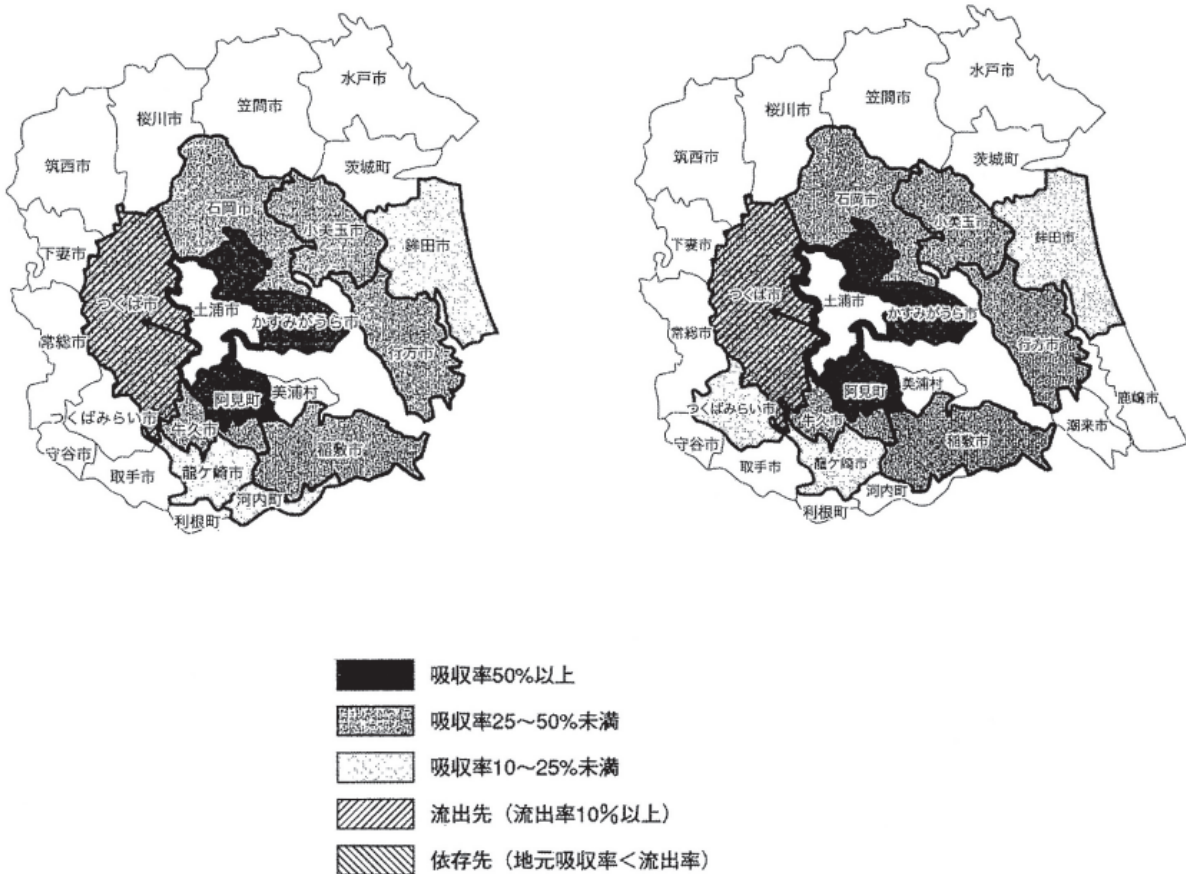 水戸市
笠間市
桜川市
筑西市
茨城町
石岡市
小美玉市
鉾田市
下妻市
つくば市
土浦市
かすみがうら市
常総市
行方市
阿見町
美浦村
つくばみらい市
牛久市
稲敷市
守谷市
取手市
龍ケ崎市
河内町
利根町
水戸市
笠間市
桜川市
筑西市
茨城町
石岡市
小美玉市
鉾田市
下妻市
つくば市
土浦市
かすみがうら市
常総市
行方市
阿見町
美浦村
鹿嶋市
つくばみらい市
牛久市
稲敷市
潮来市
守谷市
取手市
龍ケ崎市
河内町
利根町
吸収率50%以上
吸収率25〜50%未満
吸収率10〜25%未満
流出先（流出率10%以上）
依存先（地元吸収率＜流出率）